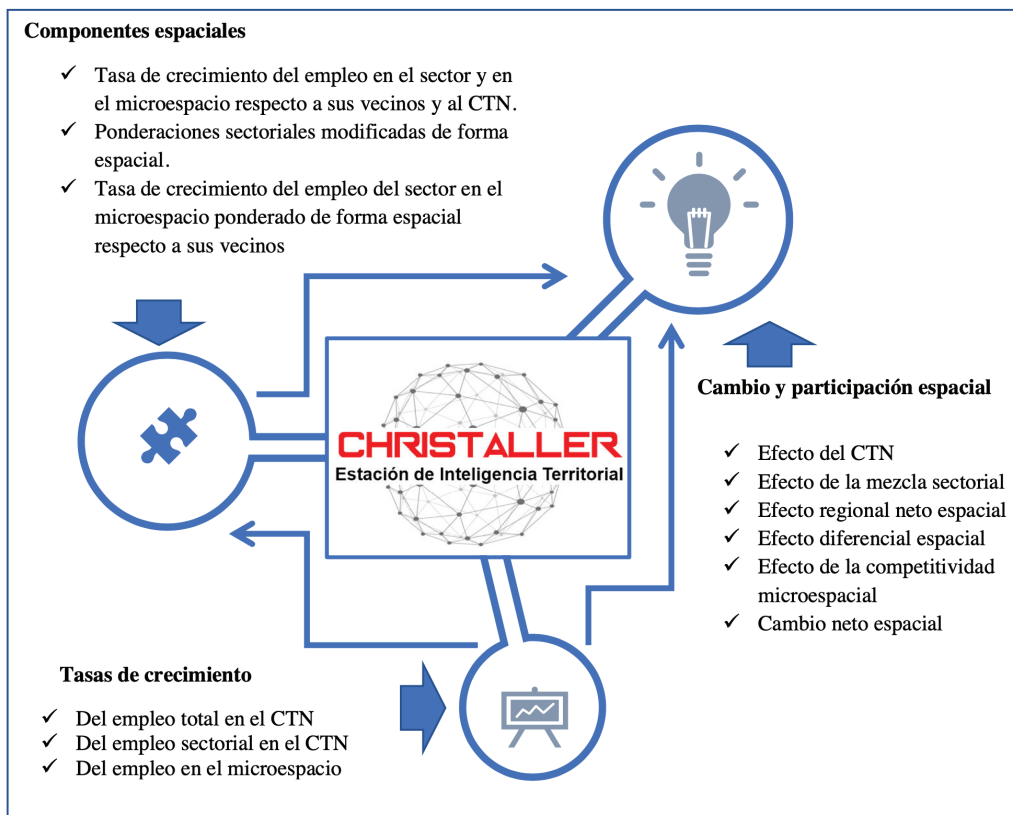 Componentes espaciales
✓ Tasa de crecimiento del empleo en el sector y en
el microespacio respecto a sus vecinos y al CTN.
✓ Ponderaciones sectoriales modificadas de forma
espacial.
✓ Tasa de crecimiento del empleo del sector en el
microespacio ponderado de forma espacial
respecto a sus vecinos
CHRISTALLER
Estación de Inteligencia Territorial
Cambio y participación espacial
✓ Efecto del CTN
✓ Efecto de la mezcla sectorial
✓ Efecto regional neto espacial
✓ Efecto diferencial espacial
✓ Efecto de la competitividad
microespacial
✓ Cambio neto espacial
Tasas de crecimiento
✓ Del empleo total en el CTN
✓ Del empleo sectorial en el CTN
✓ Del empleo en el microespacio